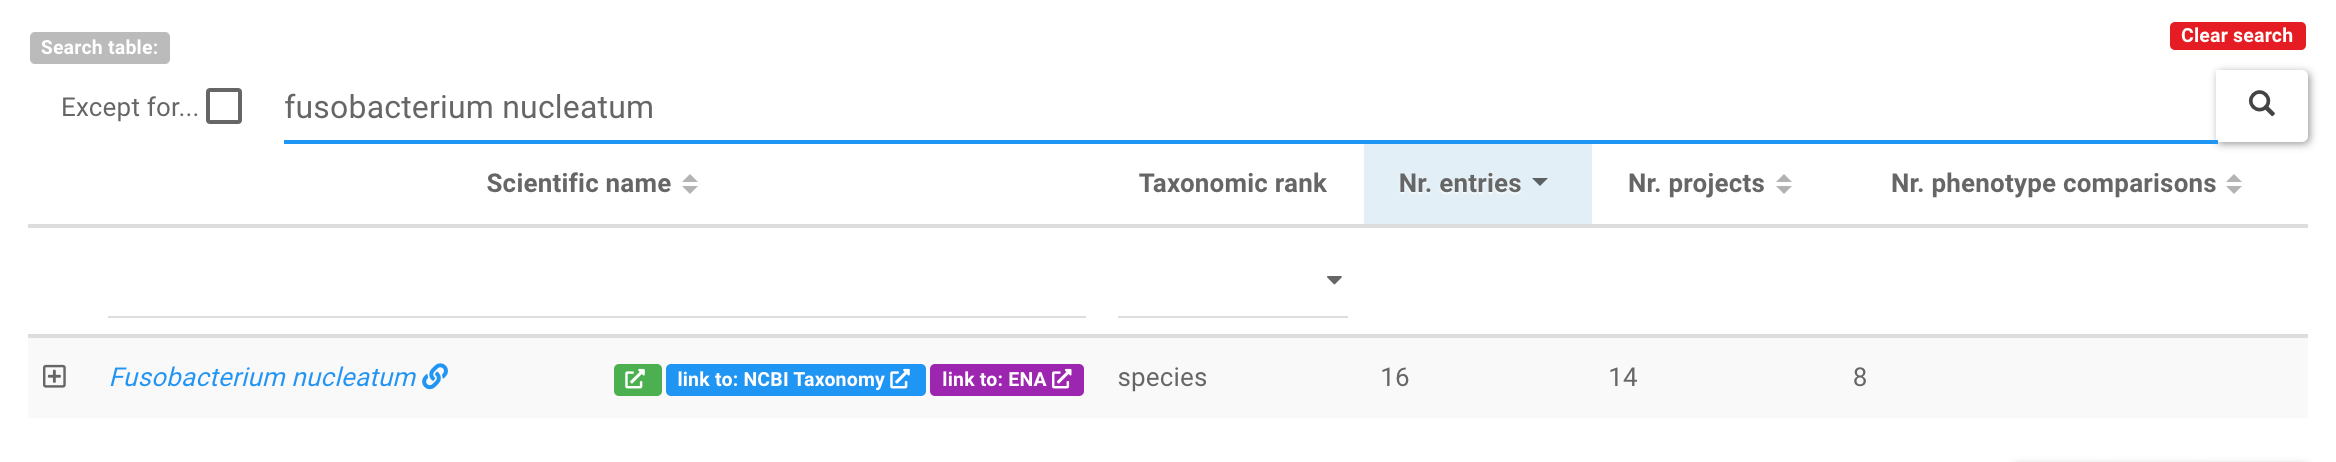 Search table:
Clear search
Except for... fusobacterium nucleatum
Scientific name Taxonomic rank Nr. entries Nr. projects Nr. phenotype comparisons
Fusobacterium nucleatum link to: NCBI Taxonomy link to: ENA species 16 14 8